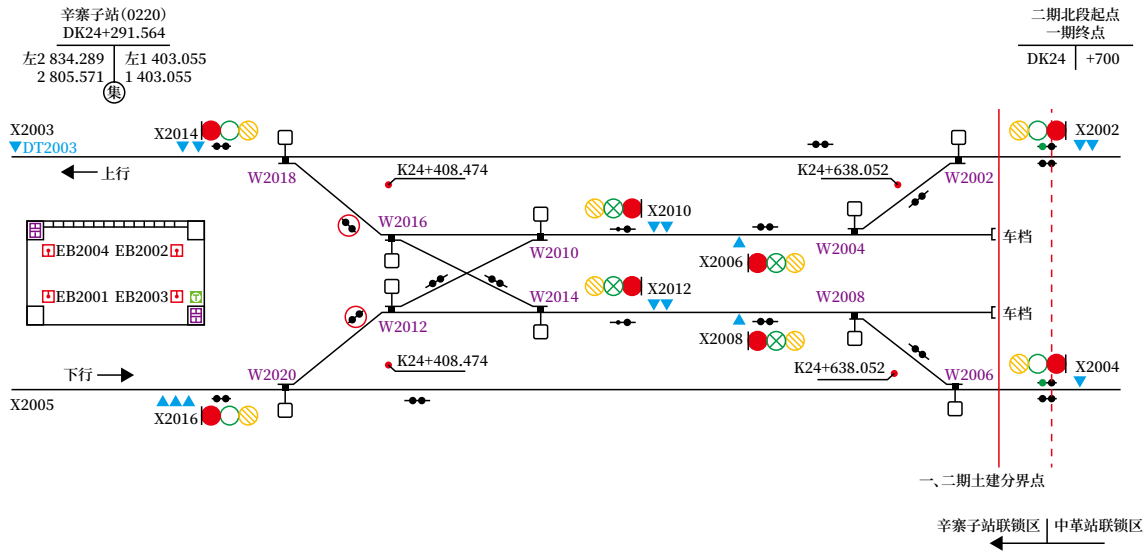 辛寨子站(0220)
DK24+291.564
左2 834.289 左1 403.055
2 805.571 1 403.055
集
二期北段起点
一期终点
DK24 +700
X2003
DT2003
X2014
X2002
上行
W2018
K24+408.474
K24+638.052
W2002
W2016
X2010
W2010
W2004
车档
X2006
EB2004 EB2002
EB2001 EB2003
T
W2014
X2012
W2008
W2012
X2008
车档
下行
W2020
K24+408.474
K24+638.052
W2006
X2004
X2005
X2016
一、二期土建分界点
辛寨子站联锁区 中革站联锁区